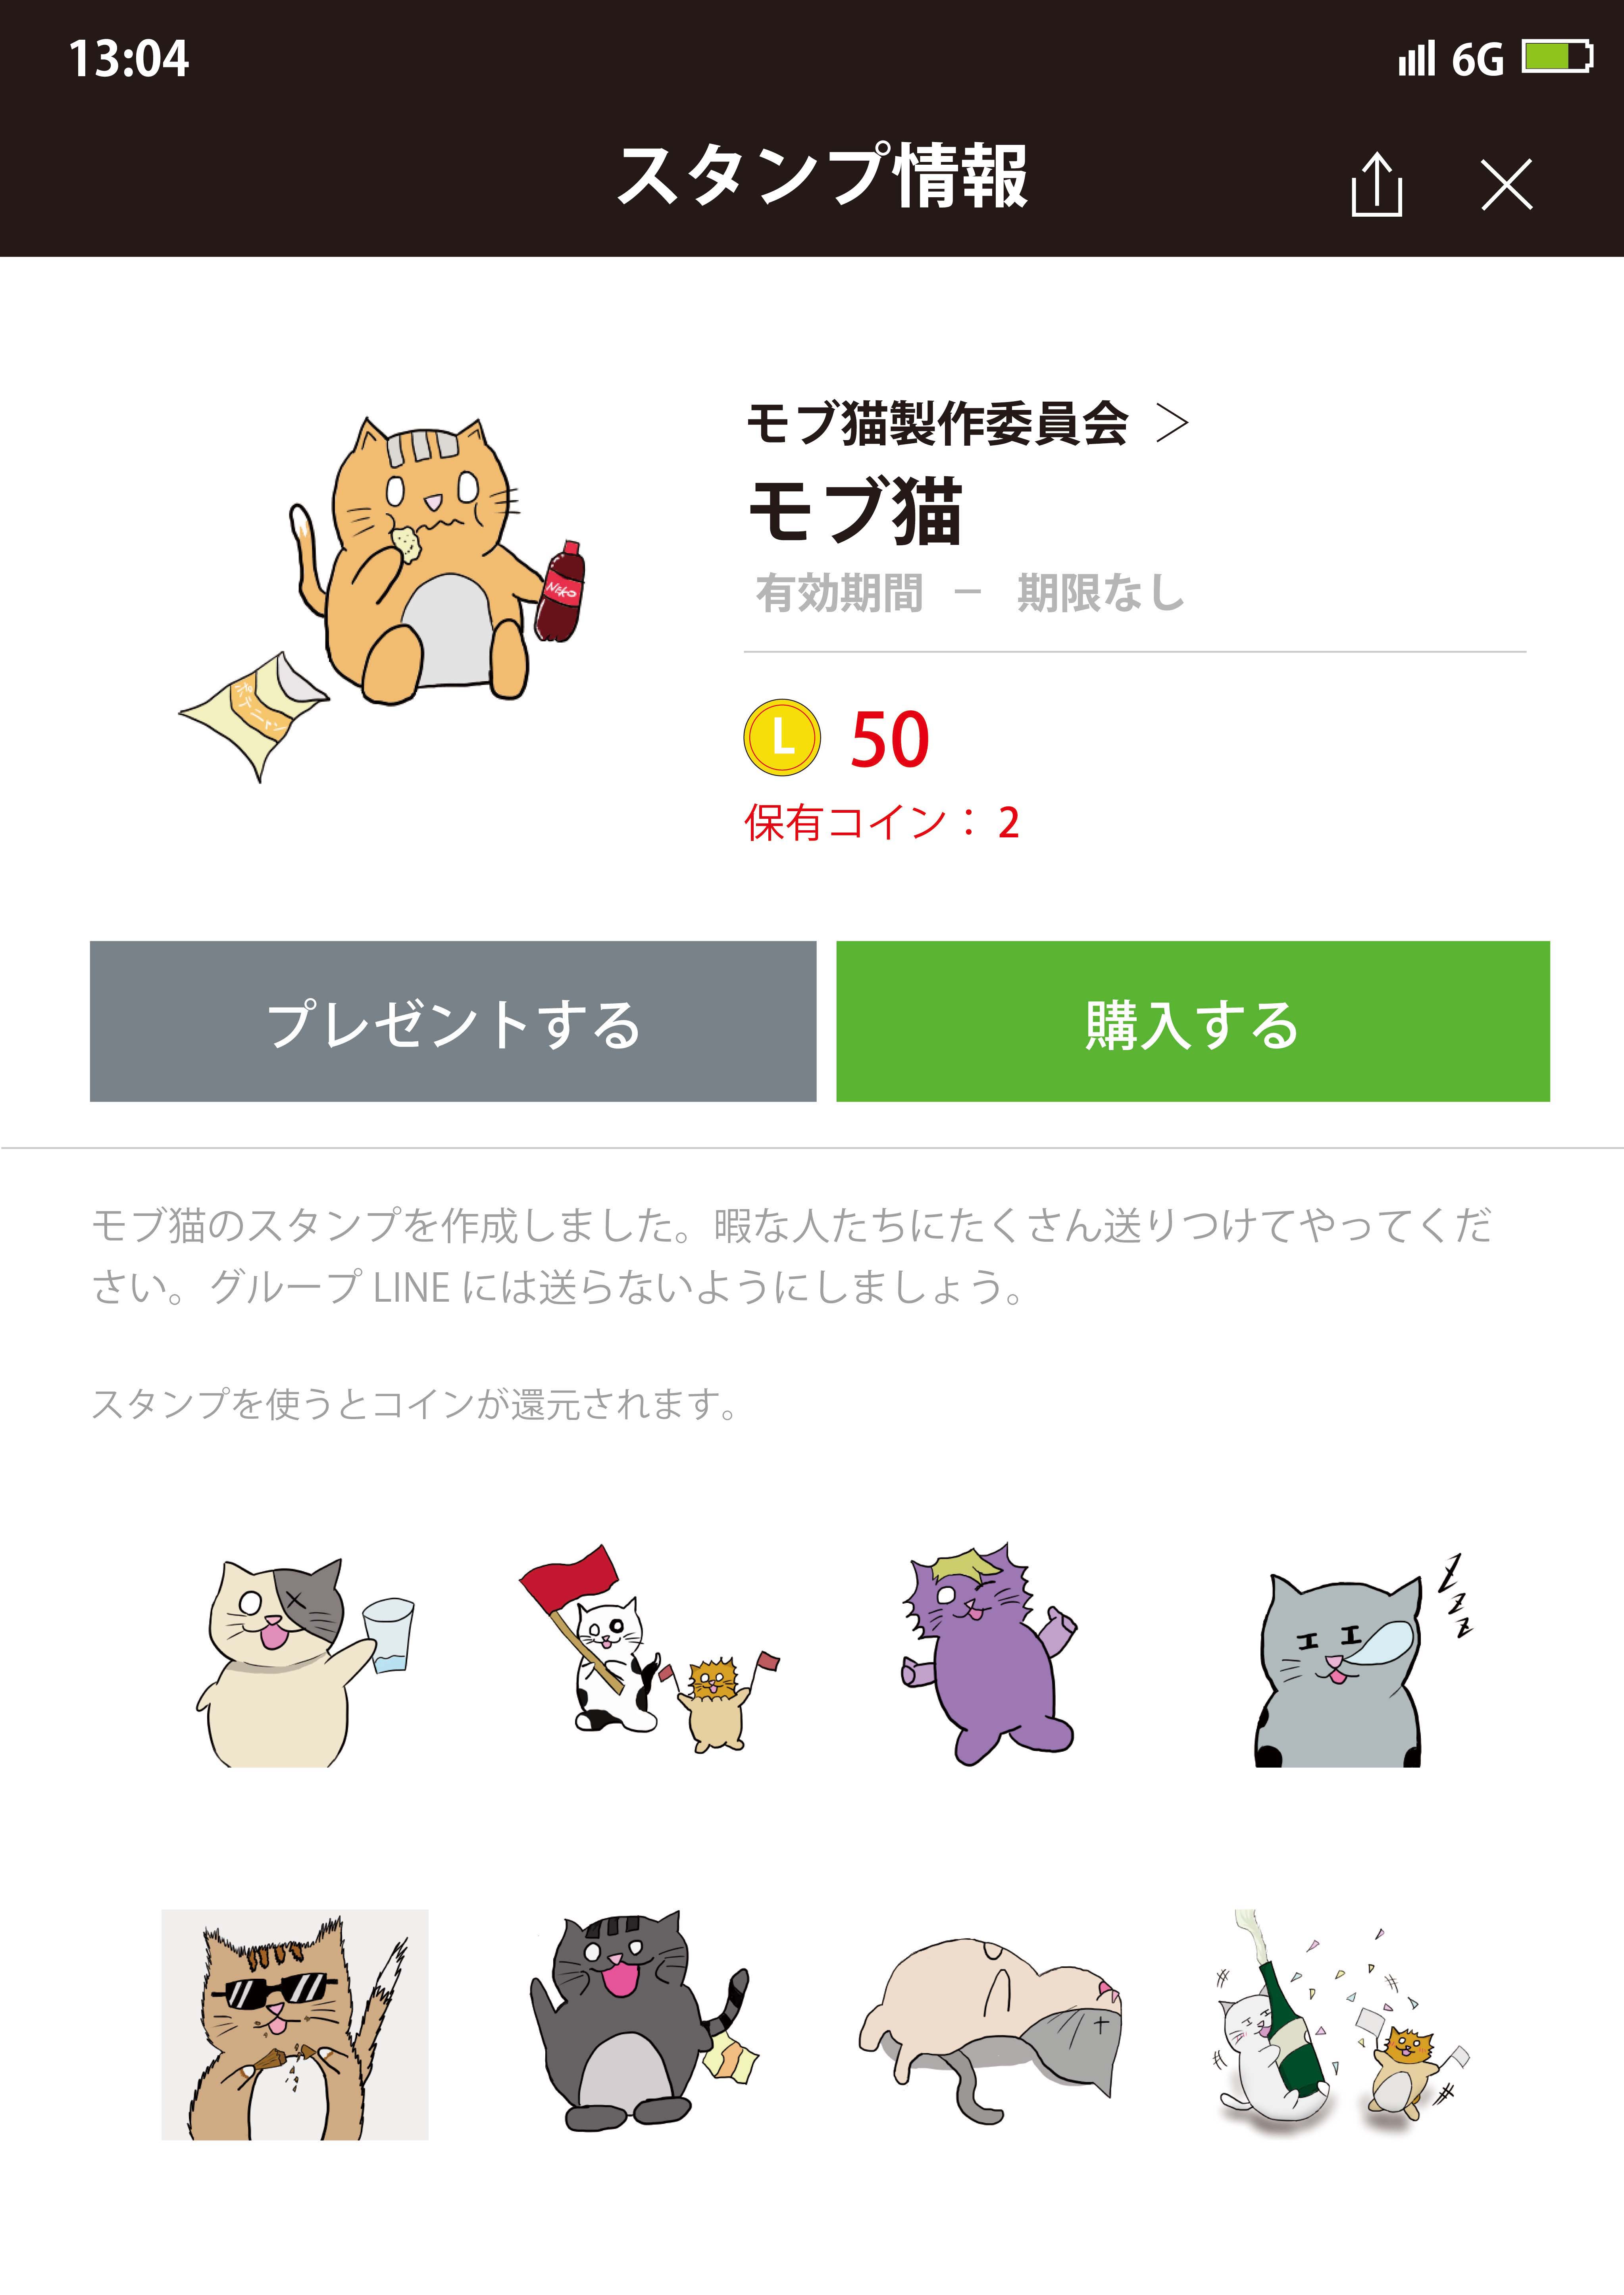 13:04
6G
スタンプ情報
モブ猫製作委員会 >
モブ猫
有効期間 － 期限なし
NEKO
L 50
保有コイン： 2
プレゼントする
購入する
モブ猫のスタンプを作成しました。暇な人たちにたくさん送りつけてやってくだ
さい。グループ LINE には送らないようにしましょう。
スタンプを使うとコインが還元されます。
Z
Z
Z